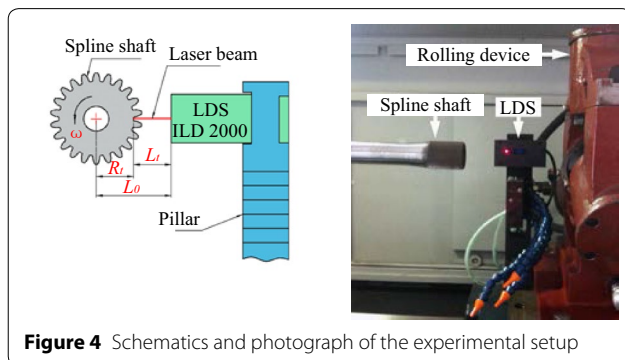 Spline shaft
Laser beam
LDS
ILD 2000
ω
Lt
Rt
L0
Pillar
Rolling device
Spline shaft
LDS
Figure 4 Schematics and photograph of the experimental setup